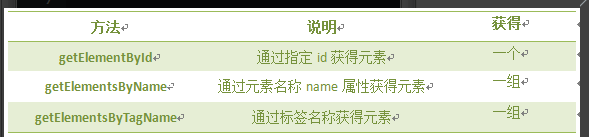 方法 说明 获得
getElementById 通过指定 id 获得元素 一个
getElementsByName 通过元素名称 name 属性获得元素 一组
getElementsByTagName 通过标签名称获得元素 一组